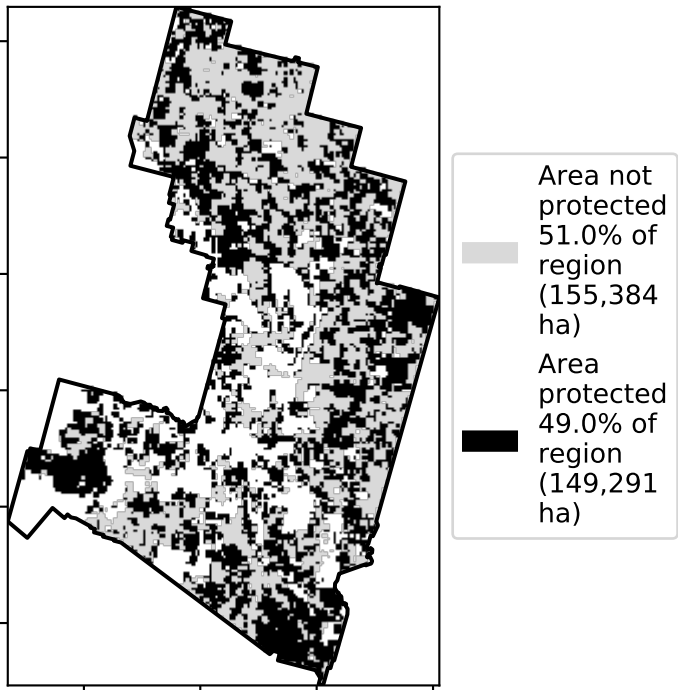 Area not
protected
51.0% of
region
(155,384
ha)
Area
protected
49.0% of
region
(149,291
ha)